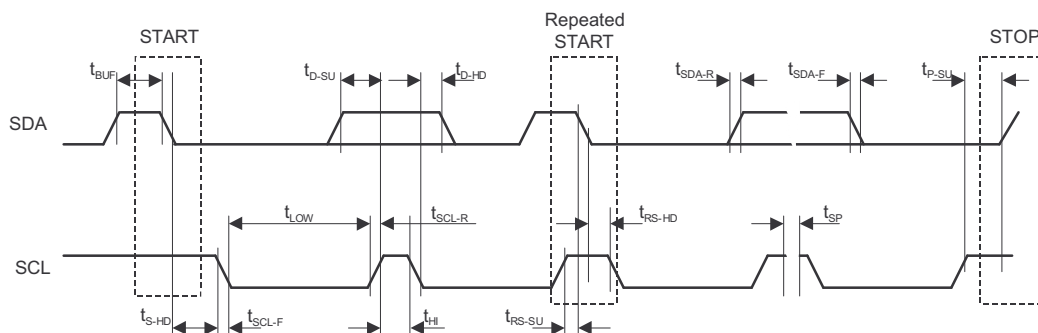 Repeated
START
START
STOP
tBUF
tD-SU
tD-HD
tSDA-R
tSDA-F
tP-SU
SDA
tLOW
tSCL-R
tRS-HD
tSP
SCL
tS-HD
tSCL-F
tHI
tRS-SU